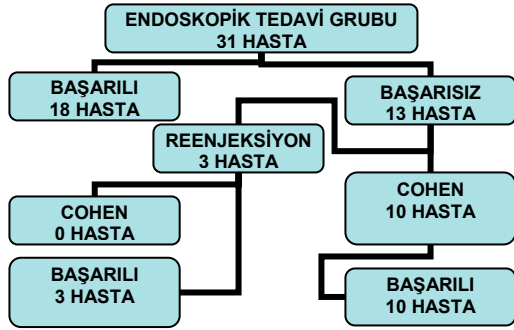 ENDOSKOPİK TEDAVİ GRUBU
31 HASTA
BAŞARILI
18 HASTA
BAŞARISIZ
13 HASTA
REENJEKSİYON
3 HASTA
COHEN
0 HASTA
COHEN
10 HASTA
BAŞARILI
3 HASTA
BAŞARILI
10 HASTA